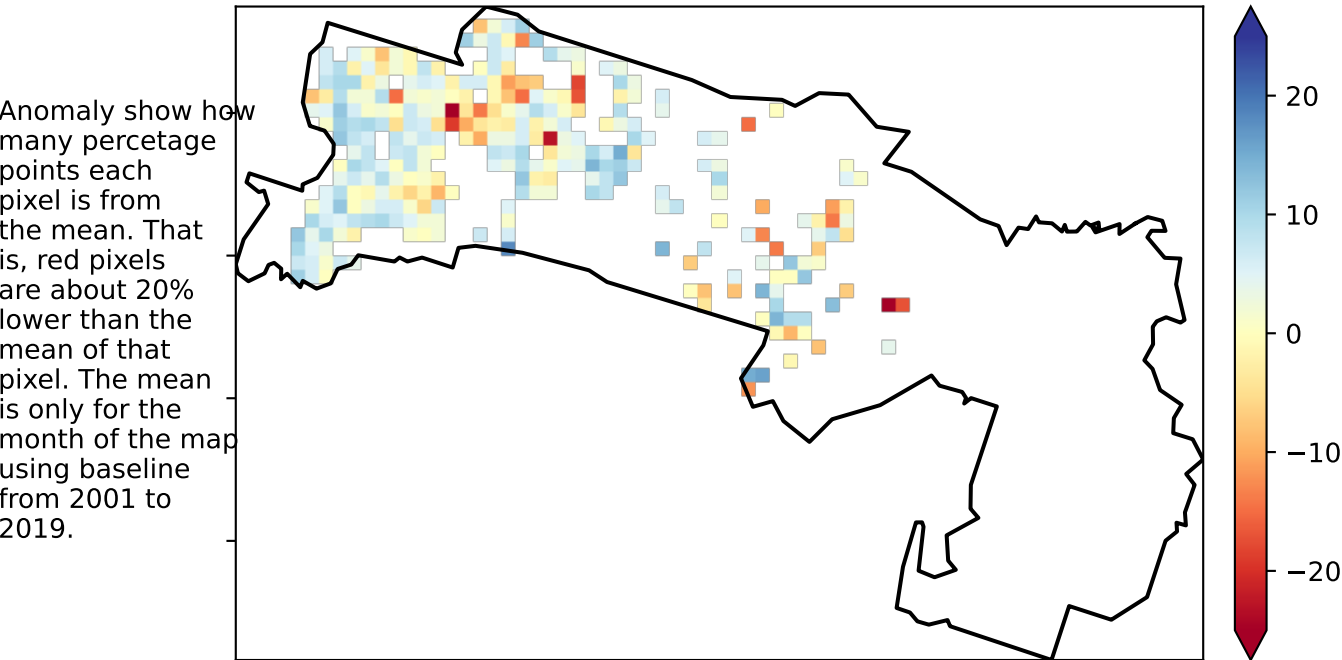 Anomaly show how
many percetage
points each
pixel is from
the mean. That
is, red pixels
are about 20%
lower than the
mean of that
pixel. The mean
is only for the
month of the map
using baseline
from 2001 to
2019.
20
10
0
−10
−20